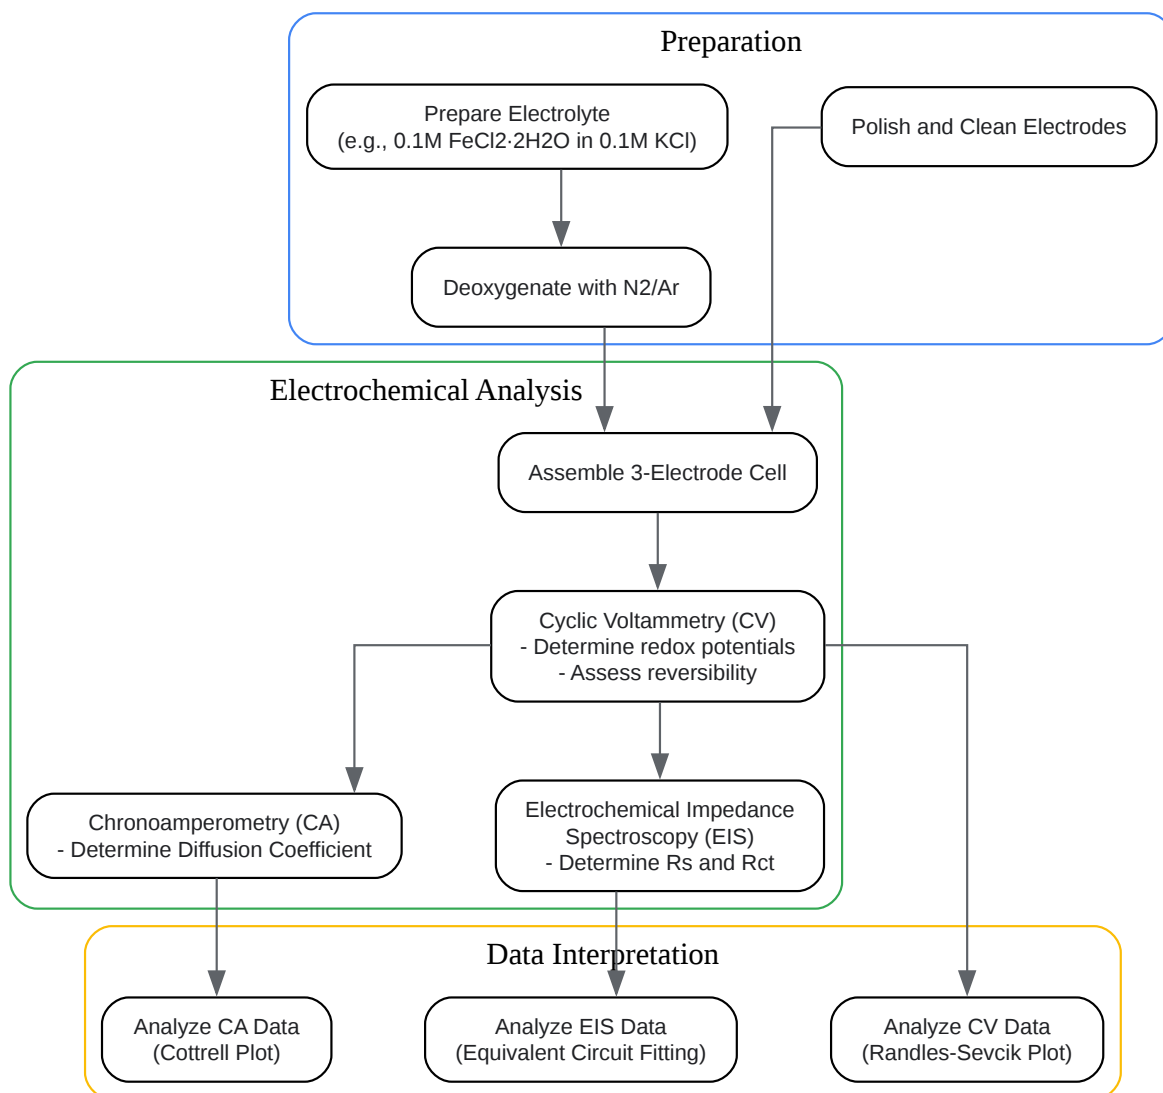 Preparation
Prepare Electrolyte
(e.g., 0.1M FeCl2·2H2O in 0.1M KCl)
Polish and Clean Electrodes
Deoxygenate with N2/Ar
Electrochemical Analysis
Assemble 3-Electrode Cell
Cyclic Voltammetry (CV)
- Determine redox potentials
- Assess reversibility
Chronoamperometry (CA)
- Determine Diffusion Coefficient
Electrochemical Impedance
Spectroscopy (EIS)
- Determine Rs and Rct
Data Interpretation
Analyze CA Data
(Cottrell Plot)
Analyze EIS Data
(Equivalent Circuit Fitting)
Analyze CV Data
(Randles-Sevcik Plot)